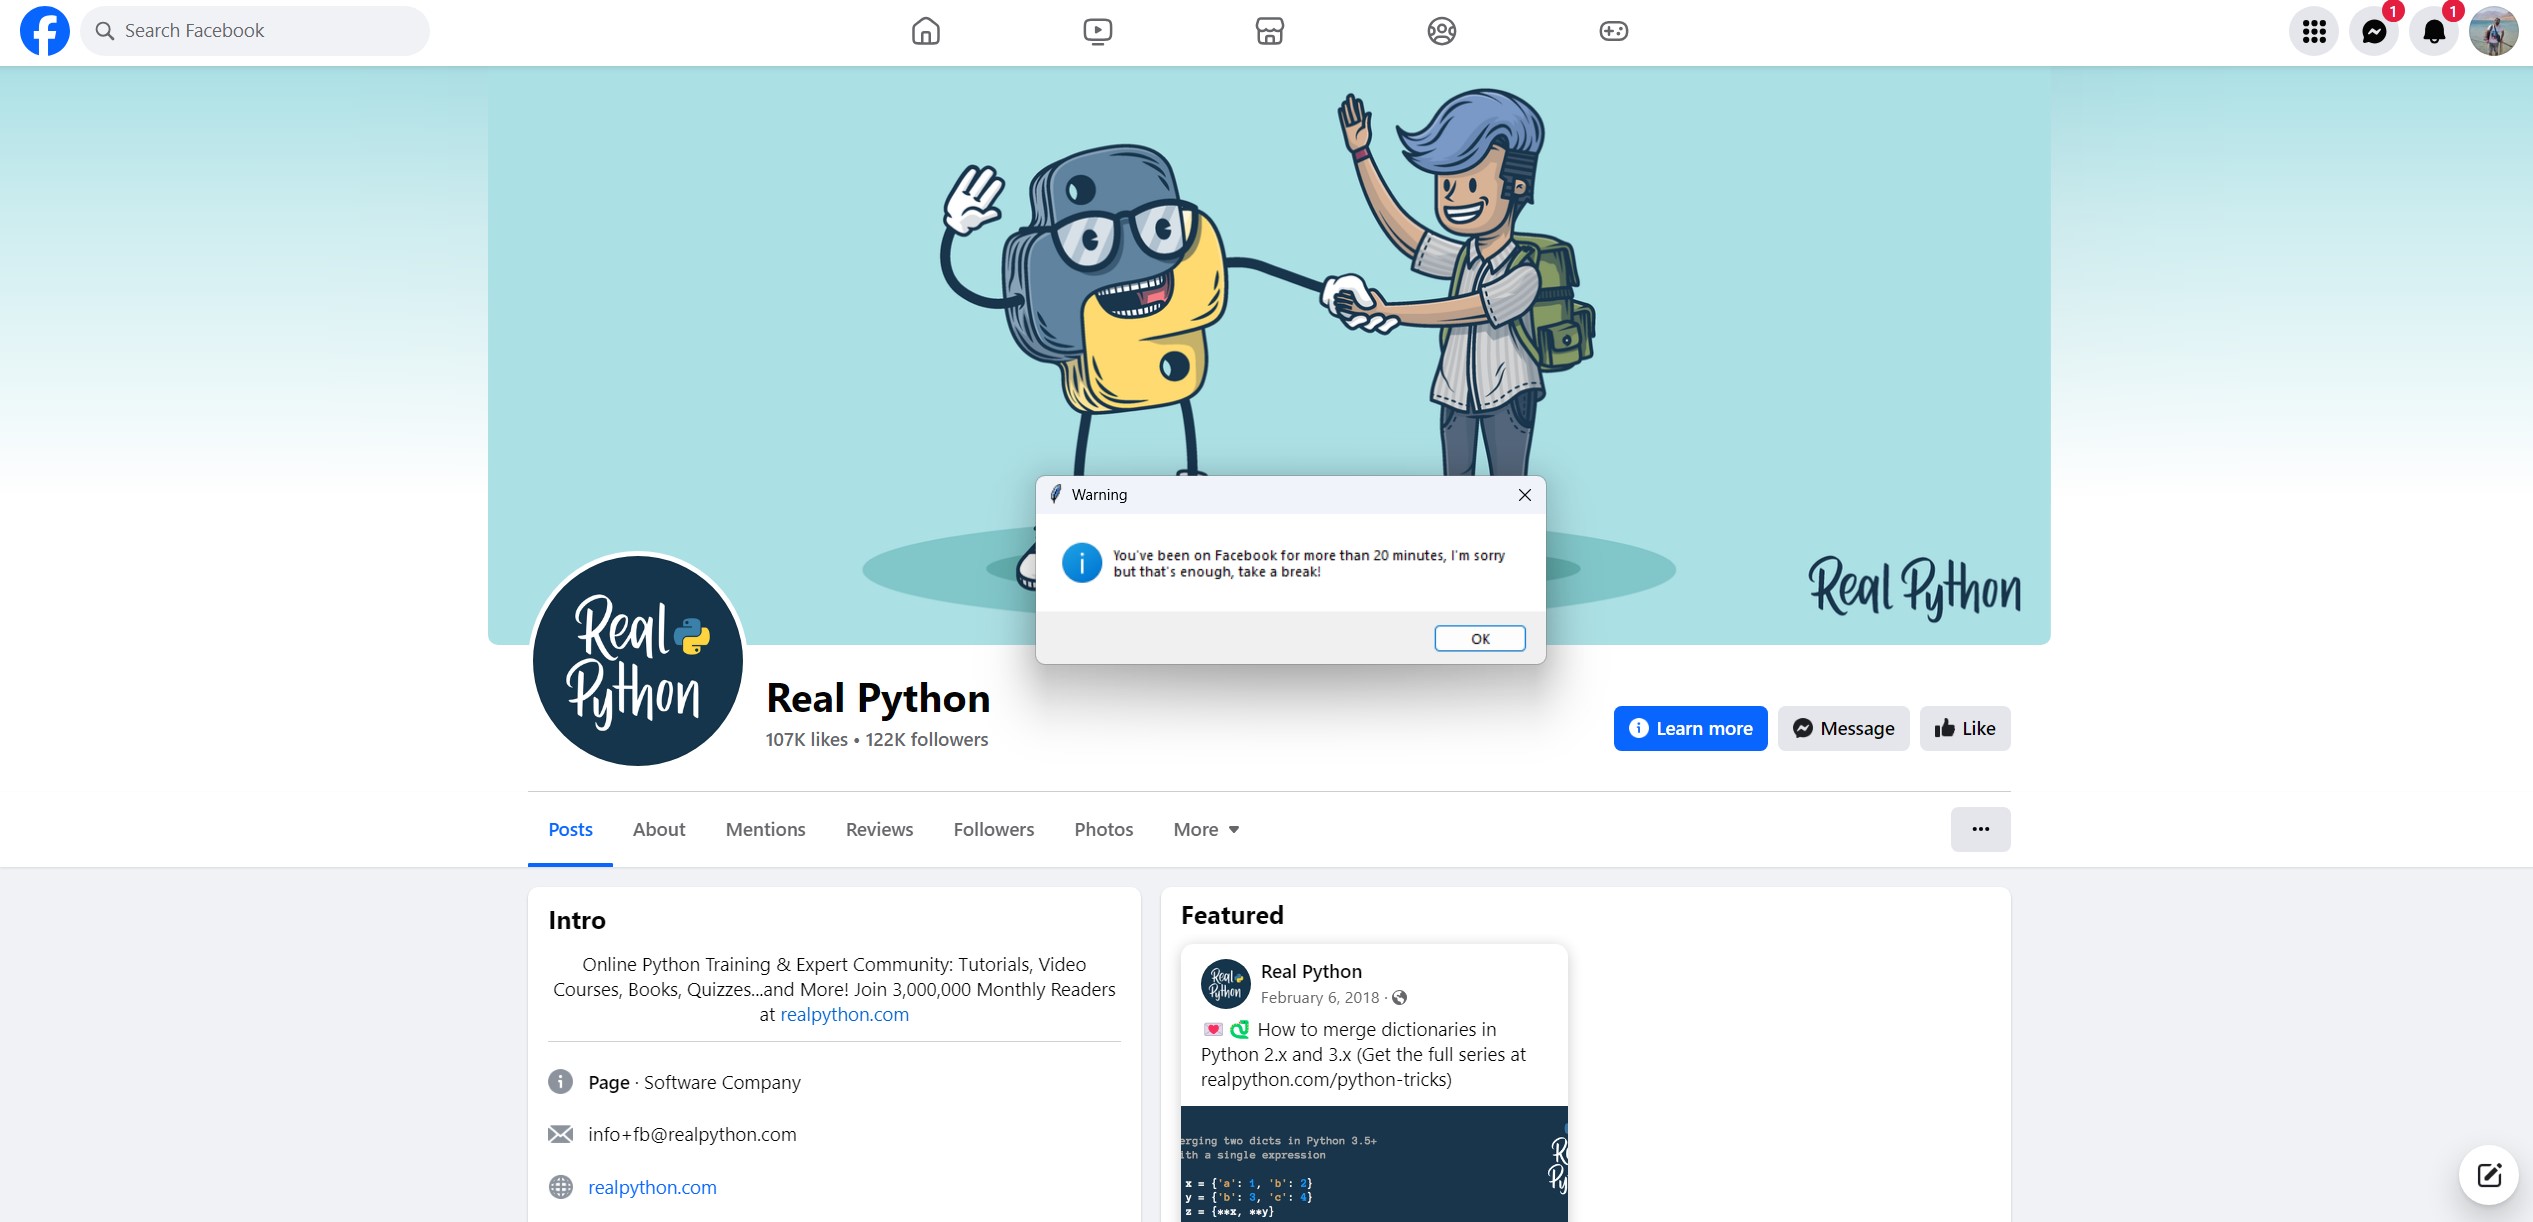 Search Facebook
1
1
Warning
You've been on Facebook for more than 20 minutes, I'm sorry
but that's enough, take a break!
OK
Real Python
Real
Python
Real Python
107K likes • 122K followers
Learn more
Message
Like
Posts
About
Mentions
Reviews
Followers
Photos
More
Intro
Online Python Training & Expert Community: Tutorials, Video
Courses, Books, Quizzes...and More! Join 3,000,000 Monthly Readers
at realpython.com
Page · Software Company
info+fb@realpython.com
realpython.com
Featured
Real
Python
Real Python
February 6, 2018 ·
💌 🐍 How to merge dictionaries in
Python 2.x and 3.x (Get the full series at
realpython.com/python-tricks)
erging two dicts in Python 3.5+
ith a single expression
x = {'a': 1, 'b': 2}
y = {'b': 3, 'c': 4}
z = {**x, **y}